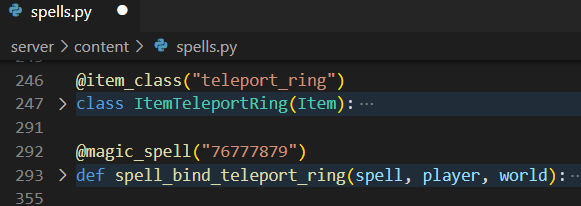 spells.py
server > content > spells.py
246 @item_class("teleport_ring")
247 > class ItemTeleportRing(Item): ···
291
292 @magic_spell("76777879")
293 > def spell_bind_teleport_ring(spell, player, world): ···
355